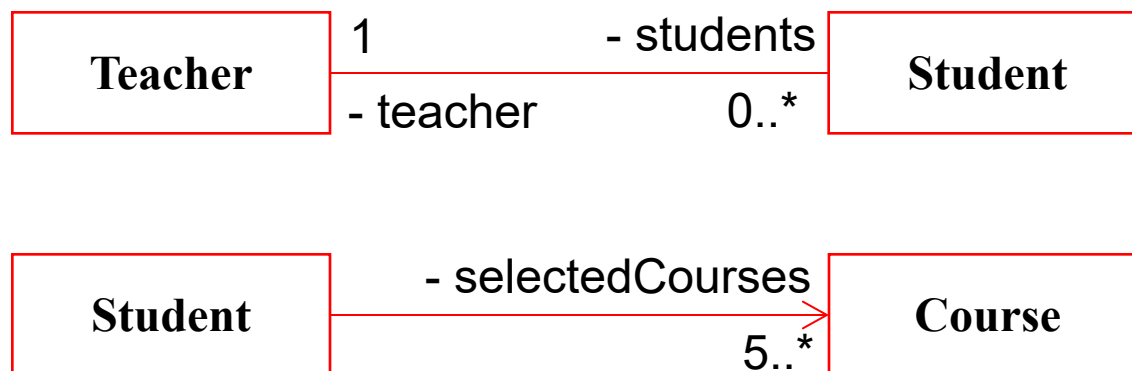 1 - students
Teacher Student
- teacher 0..*
- selectedCourses
Student Course
5..*